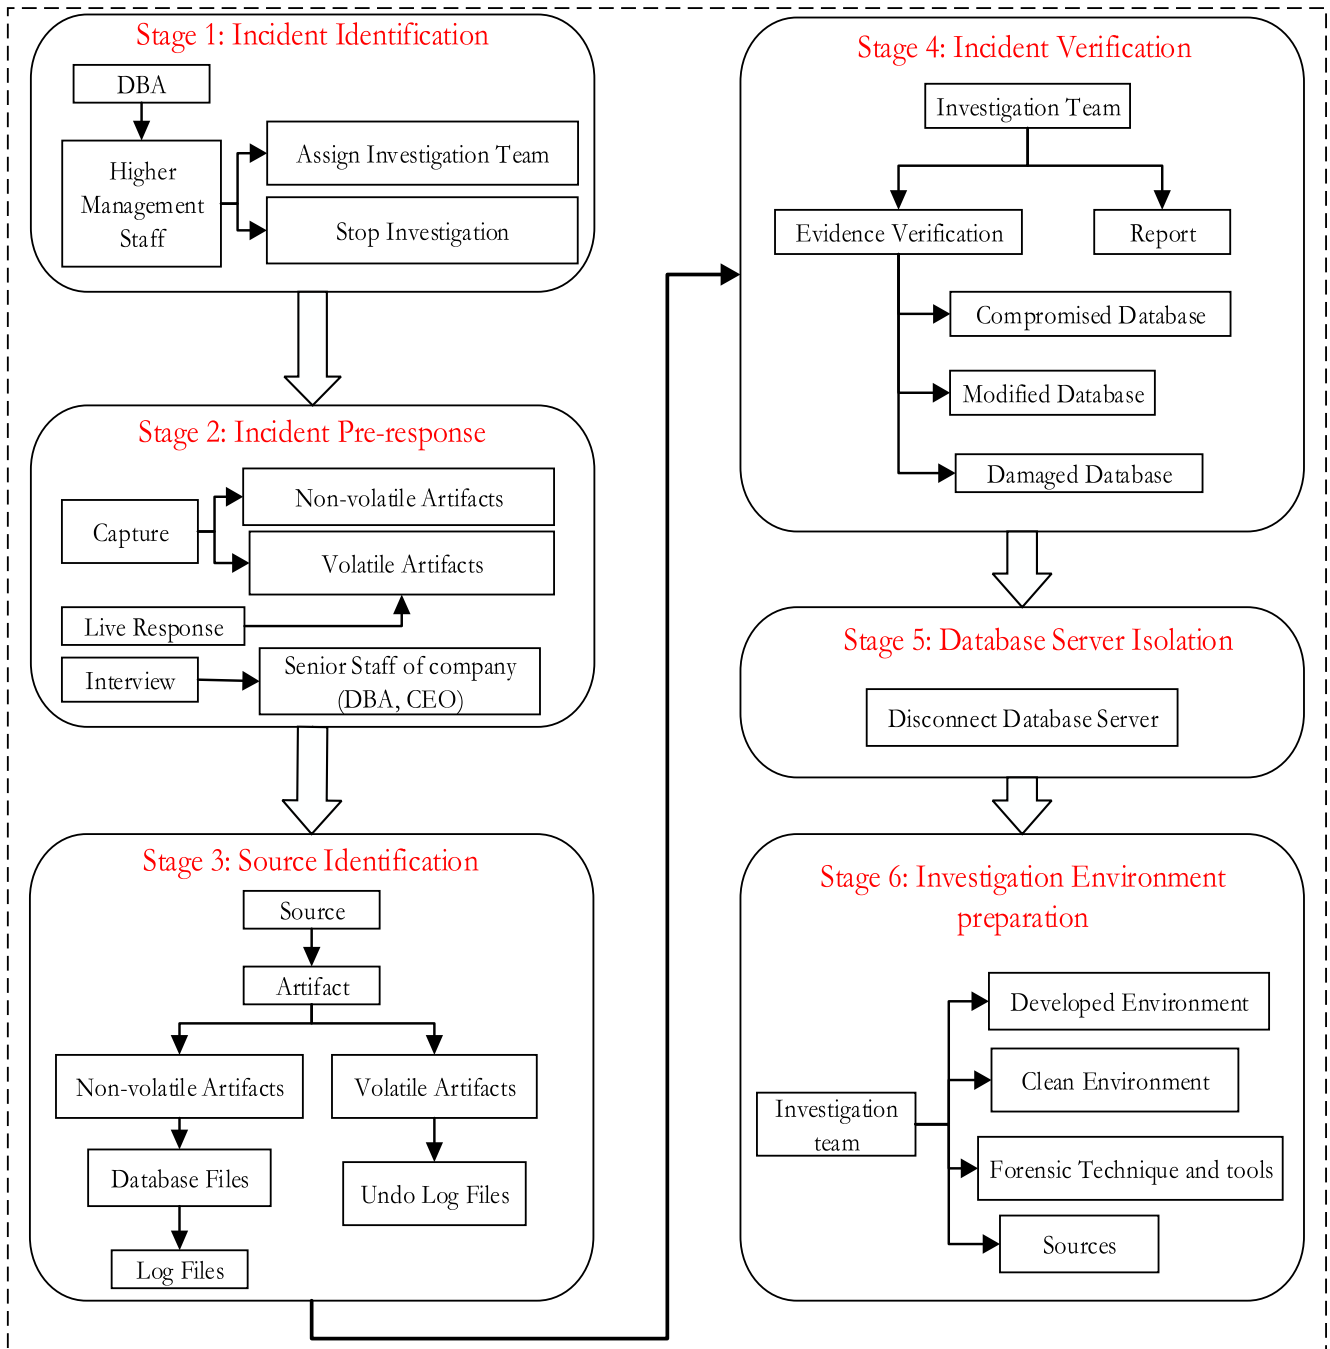 Stage 1: Incident Identification
DBA
Higher
Management
Staff
Assign Investigation Team
Stop Investigation
Stage 2: Incident Pre-response
Capture
Non-volatile Artifacts
Volatile Artifacts
Live Response
Interview
Senior Staff of company
(DBA, CEO)
Stage 3: Source Identification
Source
Artifact
Non-volatile Artifacts
Volatile Artifacts
Database Files
Undo Log Files
Log Files
Stage 4: Incident Verification
Investigation Team
Evidence Verification
Report
Compromised Database
Modified Database
Damaged Database
Stage 5: Database Server Isolation
Disconnect Database Server
Stage 6: Investigation Environment
preparation
Investigation
team
Developed Environment
Clean Environment
Forensic Technique and tools
Sources